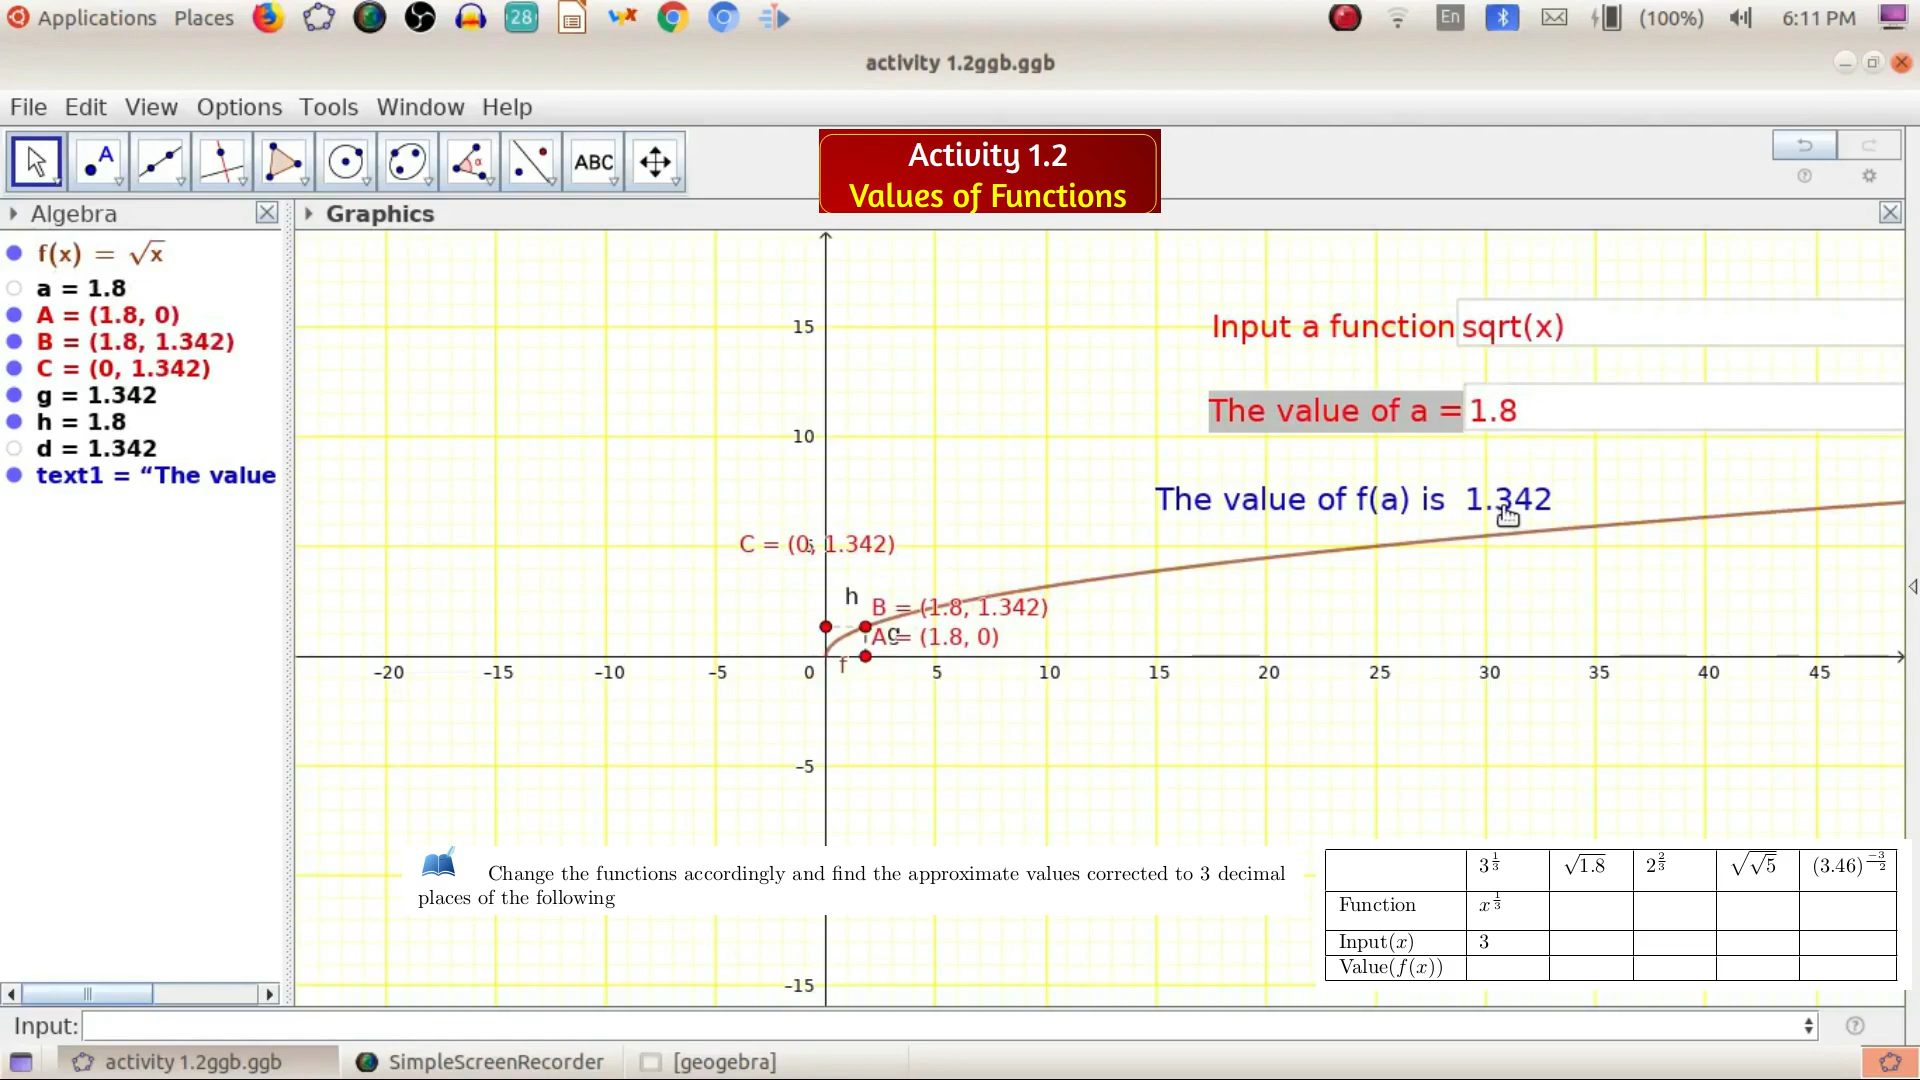 Applications Places 28 En (100%) 6:11 PM
activity 1.2ggb.ggb
File Edit View Options Tools Window Help
A α ABC
Activity 1.2
Values of Functions
Algebra
Graphics
f(x) = √x
a = 1.8
A = (1.8, 0)
B = (1.8, 1.342)
C = (0, 1.342)
g = 1.342
h = 1.8
d = 1.342
text1 = “The value
Input a function sqrt(x)
The value of a = 1.8
The value of f(a) is 1.342
15
10
5
C = (0, 1.342)
h
B = (1.8, 1.342)
g
A = (1.8, 0)
f
–20 –15 –10 –5 0 5 10 15 20 25 30 35 40 45
–5
–15
Change the functions accordingly and find the approximate values corrected to 3 decimal
places of the following
3^{1/3} √1.8 2^{2/3} √√5 (3.46)^{-3/-2}
Function x^{1/3}
Input(x) 3
Value(f(x))
Input:
activity 1.2ggb.ggb SimpleScreenRecorder [geogebra]